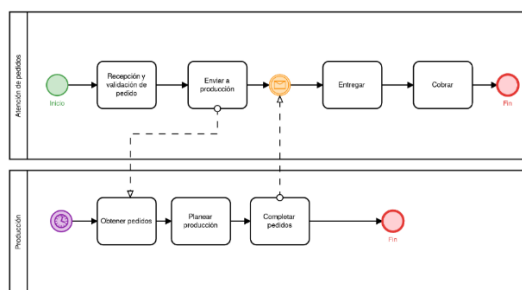 Atención de pedidos
Inicio
Recepción y
validación de
pedido
Enviar a
producción
Entregar
Cobrar
Fin
Producción
Obtener pedidos
Planear
producción
Completar
pedidos
Fin